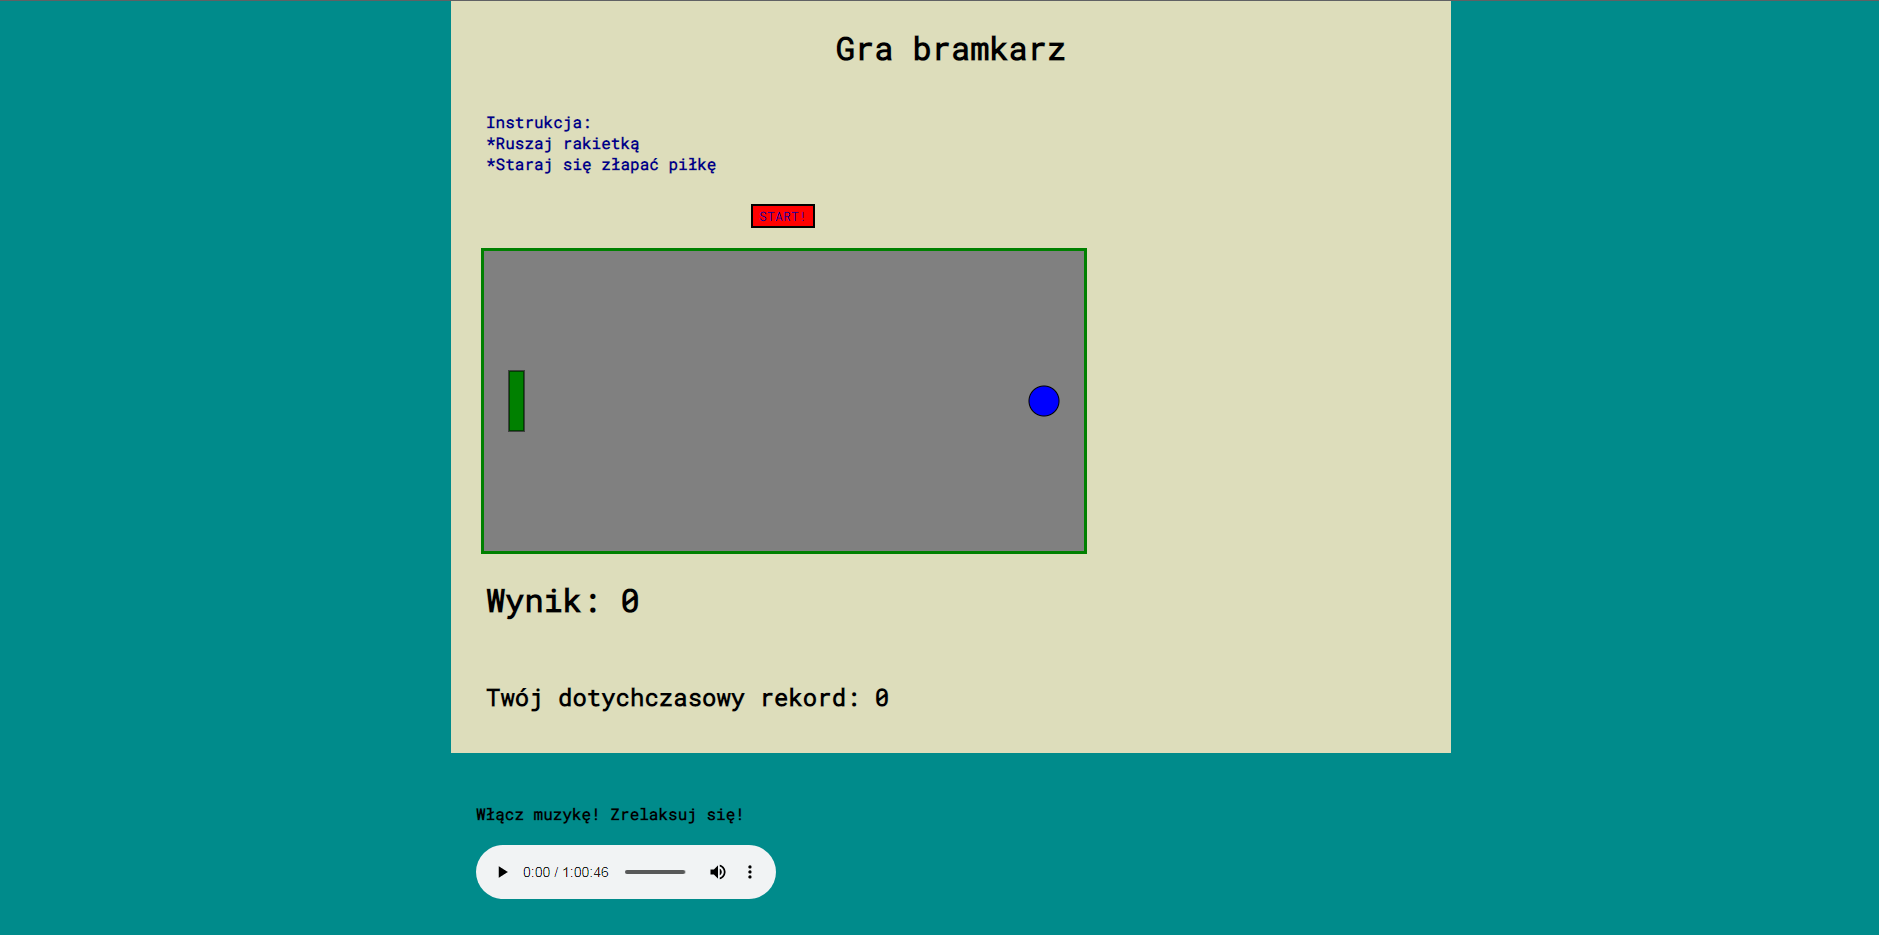 Gra bramkarz
Instrukcja:
*Ruszaj rakietką
*Staraj się złapać piłkę
START!
Wynik: 0
Twój dotychczasowy rekord: 0
Włącz muzykę! Zrelaksuj się!
0:00 / 1:00:46